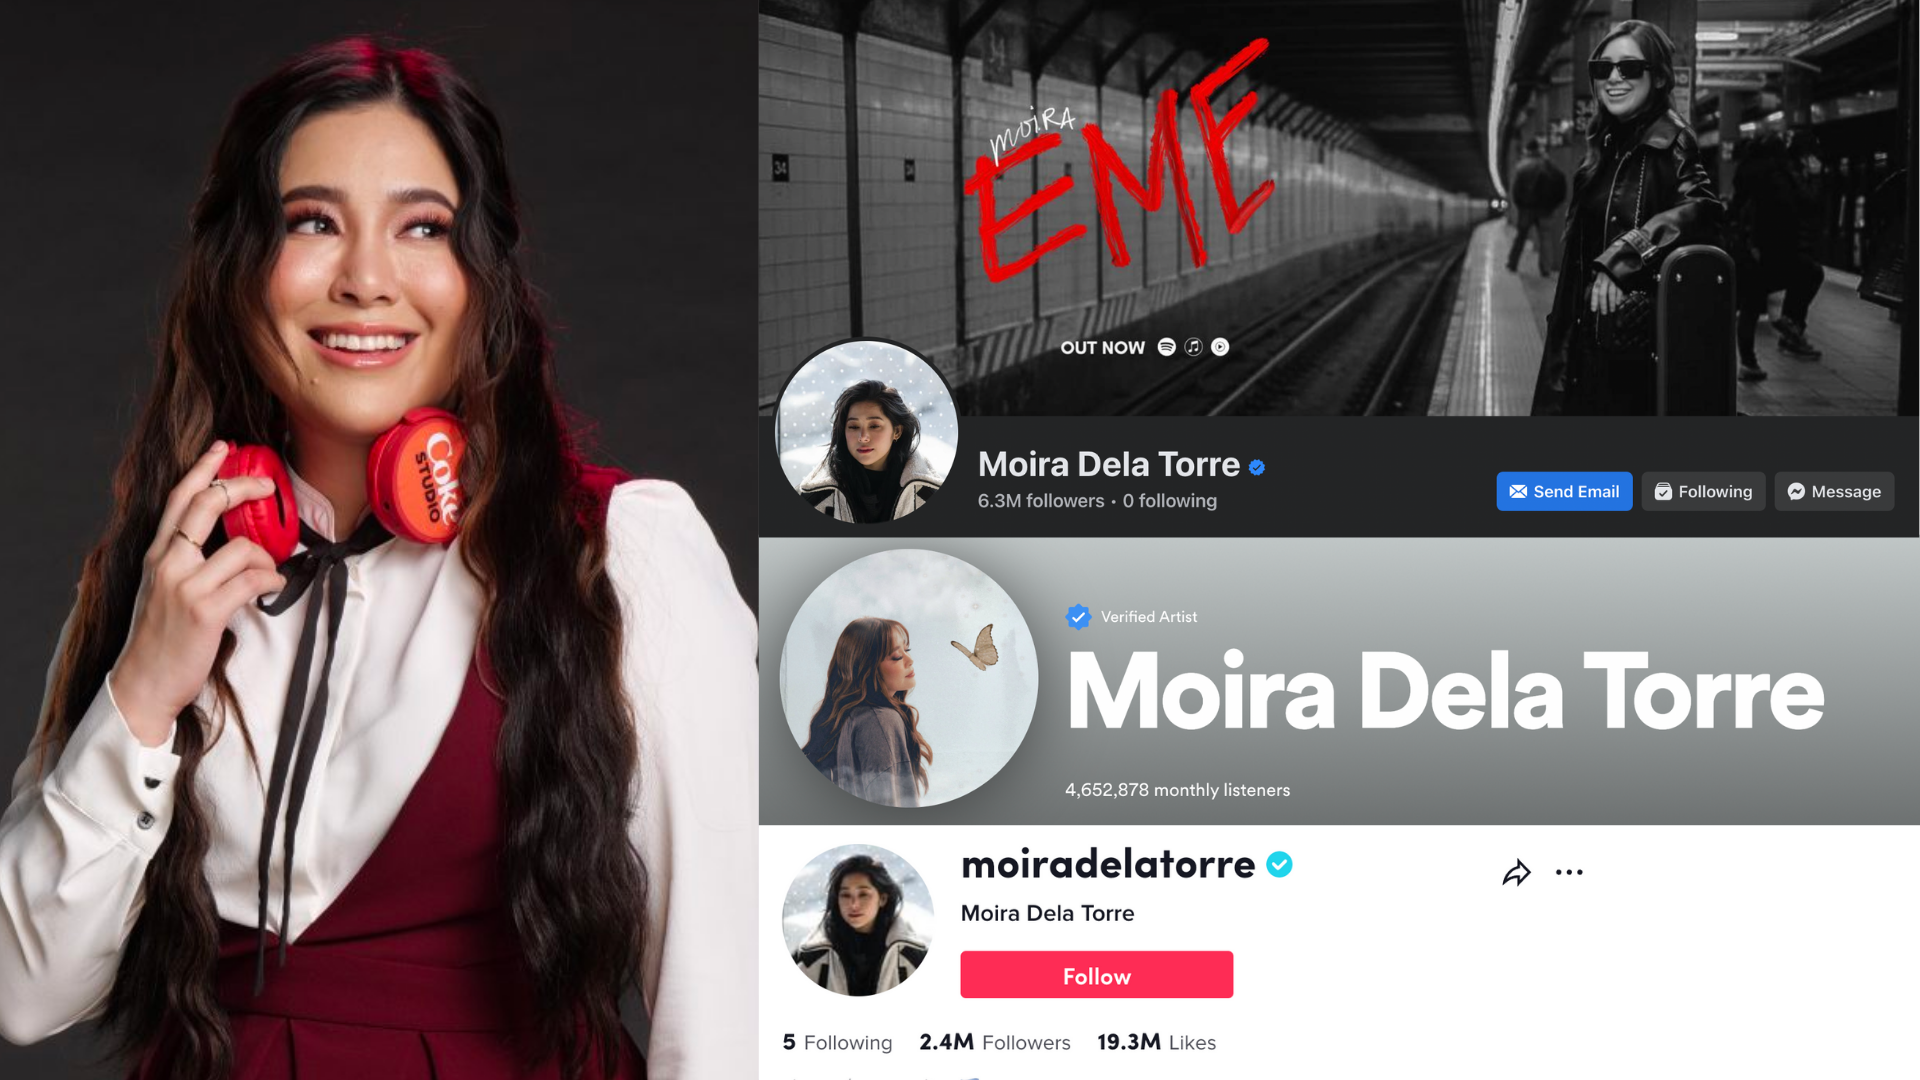 Coke
STUDIO
moiRA
EME
34
OUT NOW
Moira Dela Torre
6.3M followers • 0 following
Send Email
Following
Message
Verified Artist
Moira Dela Torre
4,652,878 monthly listeners
moiradelatorre
Moira Dela Torre
Follow
5 Following 2.4M Followers 19.3M Likes